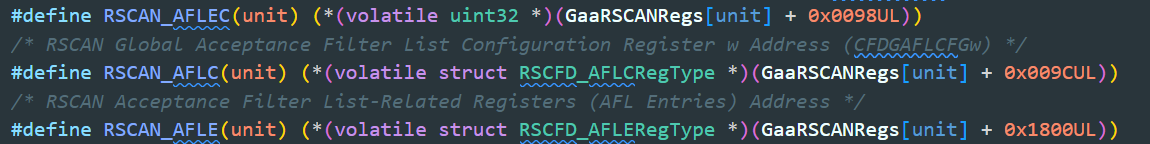 #define RSCAN_AFLEC(unit) (*(volatile uint32 *)(GaaRSCANRegs[unit] + 0x0098UL))
/* RSCAN Global Acceptance Filter List Configuration Register w Address (CFDGAFLCFGw) */
#define RSCAN_AFLC(unit) (*(volatile struct RSCFD_AFLCRegType *)(GaaRSCANRegs[unit] + 0x009CUL))
/* RSCAN Acceptance Filter List-Related Registers (AFL Entries) Address */
#define RSCAN_AFLE(unit) (*(volatile struct RSCFD_AFLERegType *)(GaaRSCANRegs[unit] + 0x1800UL))